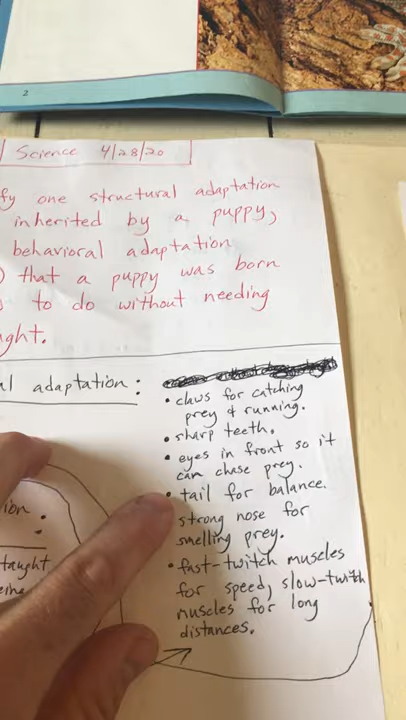 2
Science 4/28/20
fy one structural adaptation
inherited by a puppy,
behavioral adaptation
) that a puppy was born
to do without needing
ght.
al adaptation:
• claws for catching
prey & running.
• sharp teeth.
• eyes in front so it
can chase prey.
• tail for balance.
strong nose for
smelling prey.
• fast-twitch muscles
for speed, slow-twitch
muscles for long
distances.
ion
taught